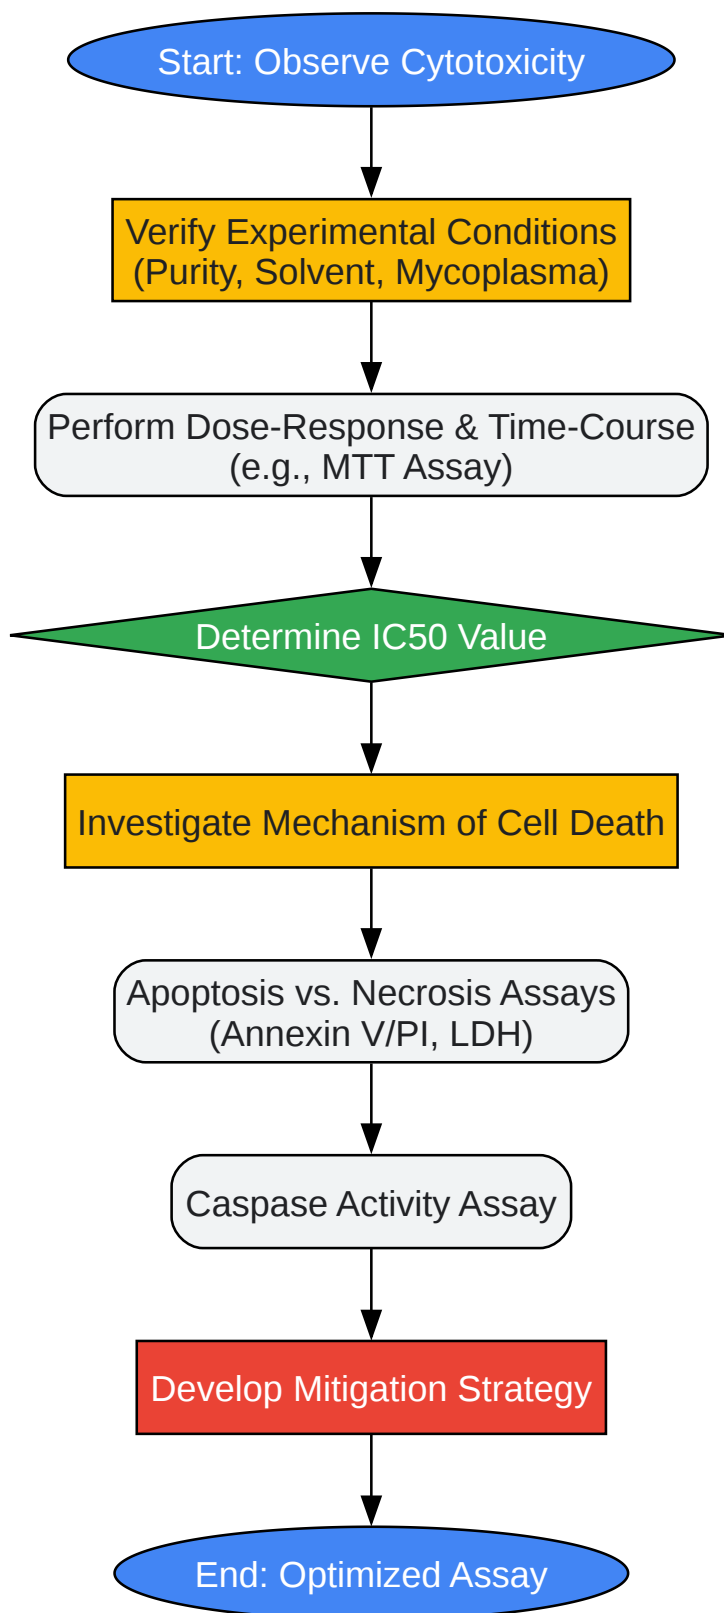 Start: Observe Cytotoxicity
Verify Experimental Conditions
(Purity, Solvent, Mycoplasma)
Perform Dose-Response & Time-Course
(e.g., MTT Assay)
Determine IC50 Value
Investigate Mechanism of Cell Death
Apoptosis vs. Necrosis Assays
(Annexin V/PI, LDH)
Caspase Activity Assay
Develop Mitigation Strategy
End: Optimized Assay